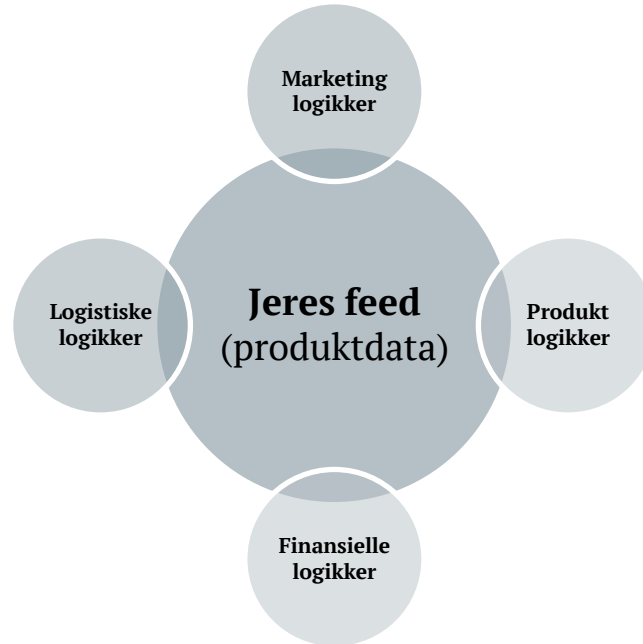 Marketing
logikker
Logistiske
logikker
Jeres feed
(produktdata)
Produkt
logikker
Finansielle
logikker